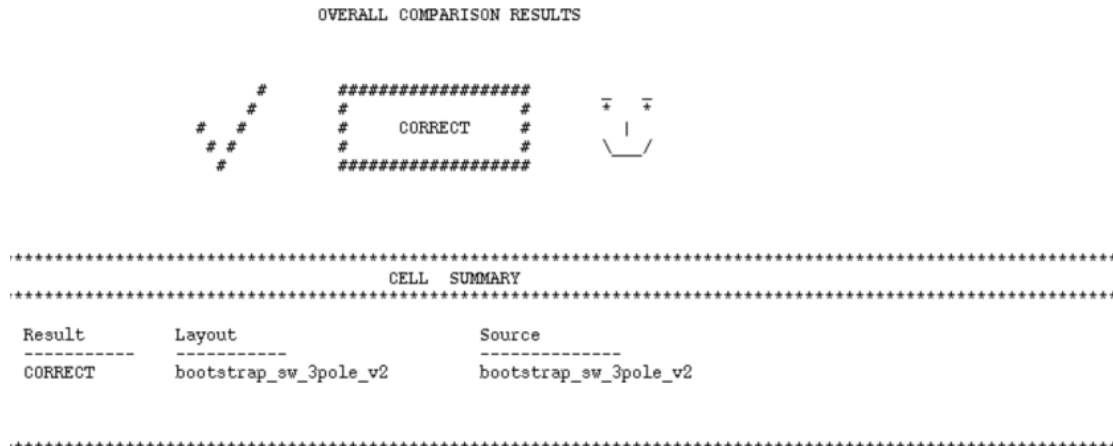 OVERALL COMPARISON RESULTS
CORRECT
CELL SUMMARY
Result Layout Source
CORRECT bootstrap_sw_3pole_v2 bootstrap_sw_3pole_v2